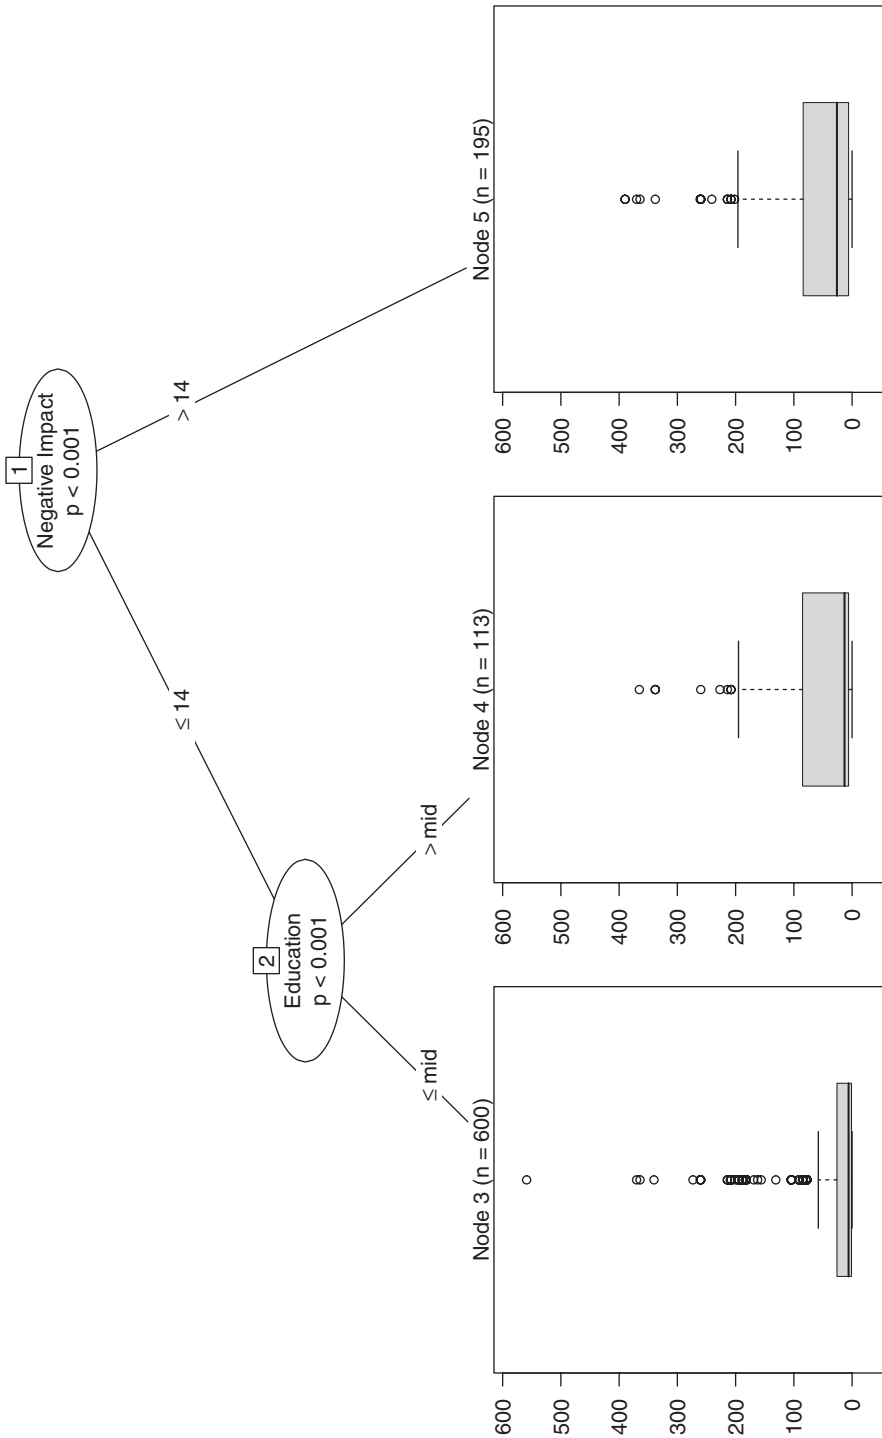 1
Negative Impact
p < 0.001
≤ 14
> 14
2
Education
p < 0.001
≤ mid
> mid
Node 3 (n = 600)
600
500
400
300
200
100
0
Node 4 (n = 113)
600
500
400
300
200
100
0
Node 5 (n = 195)
600
500
400
300
200
100
0